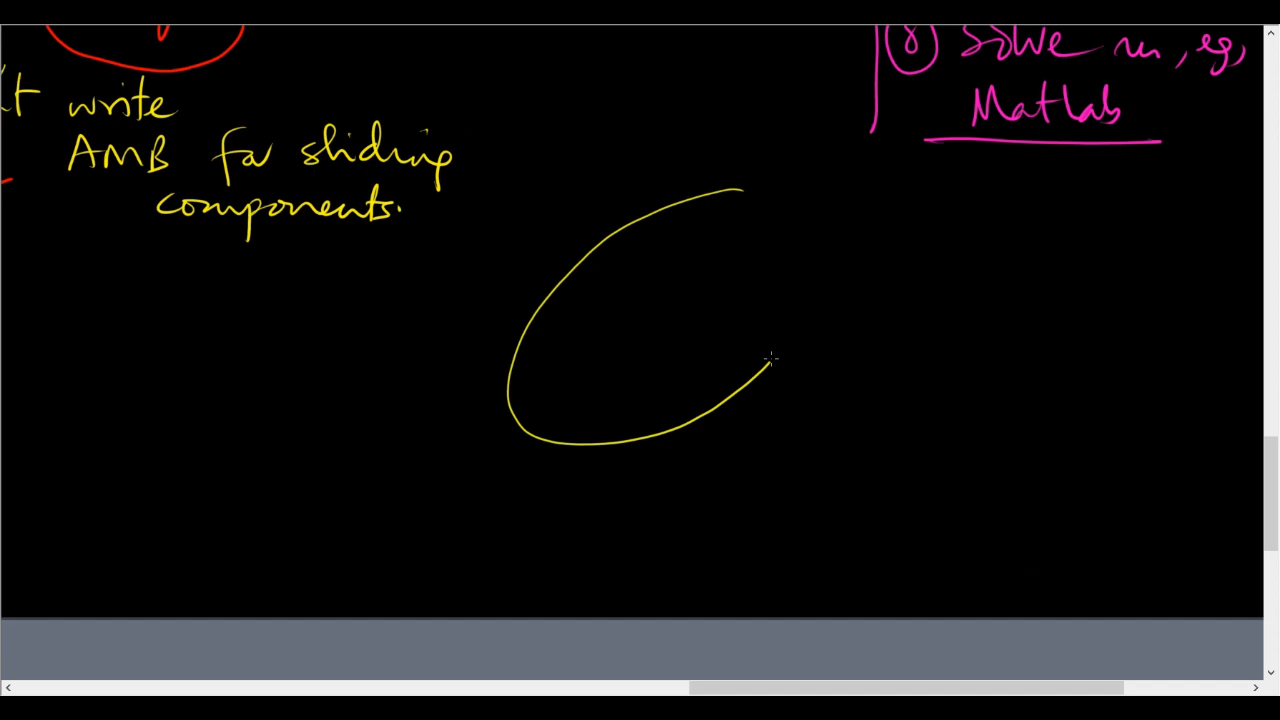 't write
AMB for sliding
components.
⑧ Solve in, eg,
Matlab